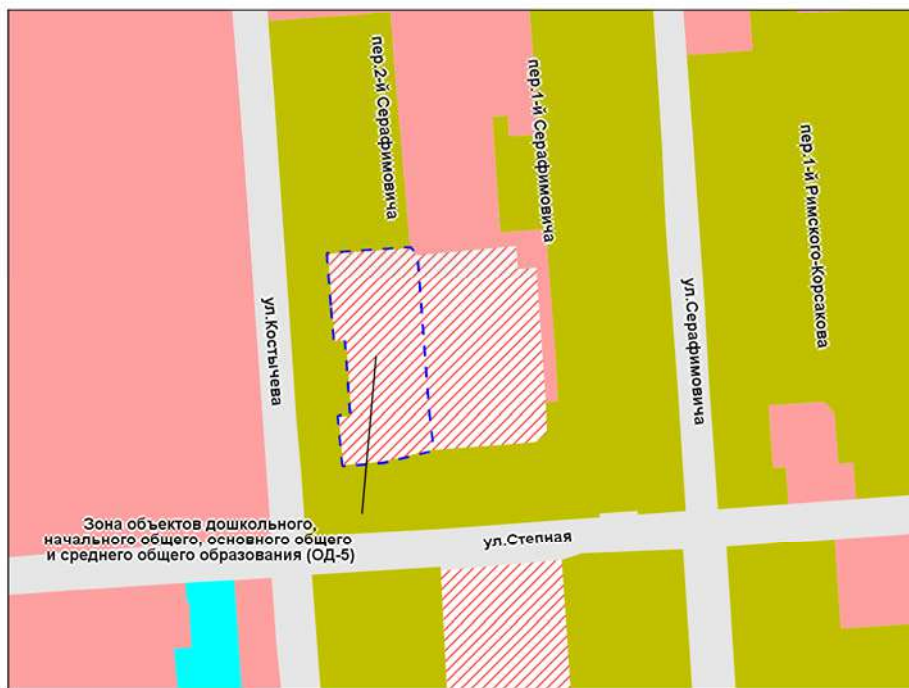 пер.2-й Серафимовича
пер.1-й Серафимовича
пер.1-й Римского-Корсакова
ул.Костычева
ул.Серафимовича
Зона объектов дошкольного,
начального общего, основного общего
и среднего общего образования (ОД-5)
ул.Степная